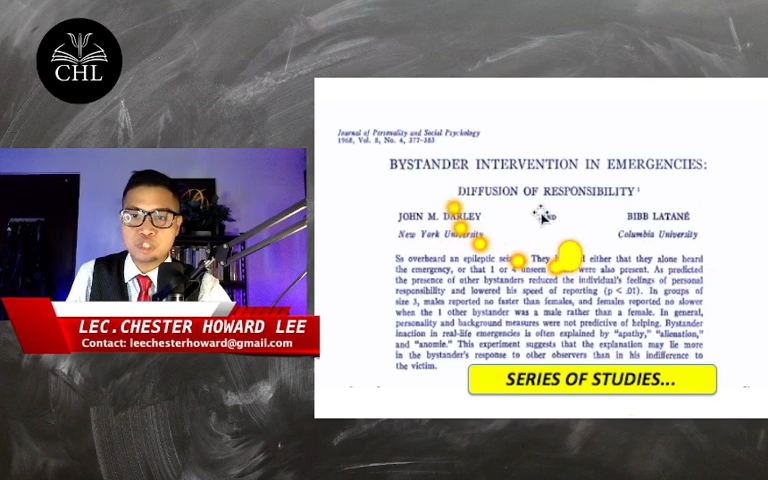 CHL
Journal of Personality and Social Psychology
1968, Vol. 8, No. 4, 377-383
BYSTANDER INTERVENTION IN EMERGENCIES:
DIFFUSION OF RESPONSIBILITY 1
JOHN M. DARLEY AND BIBB LATANÉ
New York University Columbia University
Ss overheard an epileptic They either that they alone heard
the emergency, or that 1 or 4 unseen were also present. As predicted
the presence of other bystanders reduced the individual's feelings of personal
responsibility and lowered his speed of reporting (p < .01). In groups of
size 3, males reported no faster than females, and females reported no slower
when the 1 other bystander was a male rather than a female. In general,
personality and background measures were not predictive of helping. Bystander
inaction in real-life emergencies is often explained by "apathy," "alienation,"
and "anomie." This experiment suggests that the explanation may lie more
in the bystander's response to other observers than in his indifference to
the victim.
SERIES OF STUDIES...
LEC.CHESTER HOWARD LEE
Contact: leechesterhoward@gmail.com